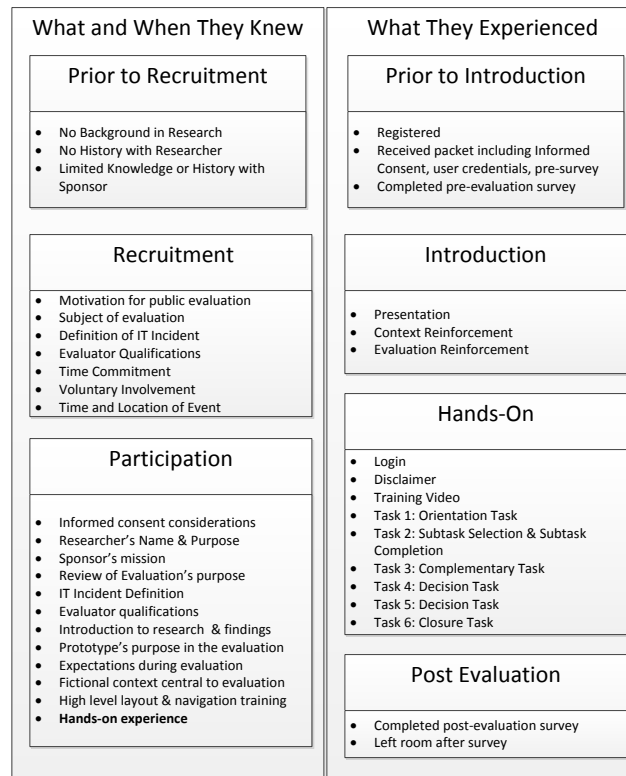 What and When They Knew
Prior to Recruitment
• No Background in Research
• No History with Researcher
• Limited Knowledge or History with
Sponsor
Recruitment
• Motivation for public evaluation
• Subject of evaluation
• Definition of IT Incident
• Evaluator Qualifications
• Time Commitment
• Voluntary Involvement
• Time and Location of Event
Participation
• Informed consent considerations
• Researcher's Name & Purpose
• Sponsor's mission
• Review of Evaluation's purpose
• IT Incident Definition
• Evaluator qualifications
• Introduction to research & findings
• Prototype's purpose in the evaluation
• Expectations during evaluation
• Fictional context central to evaluation
• High level layout & navigation training
• Hands-on experience
What They Experienced
Prior to Introduction
• Registered
• Received packet including Informed
Consent, user credentials, pre-survey
• Completed pre-evaluation survey
Introduction
• Presentation
• Context Reinforcement
• Evaluation Reinforcement
Hands-On
• Login
• Disclaimer
• Training Video
• Task 1: Orientation Task
• Task 2: Subtask Selection & Subtask
Completion
• Task 3: Complementary Task
• Task 4: Decision Task
• Task 5: Decision Task
• Task 6: Closure Task
Post Evaluation
• Completed post-evaluation survey
• Left room after survey